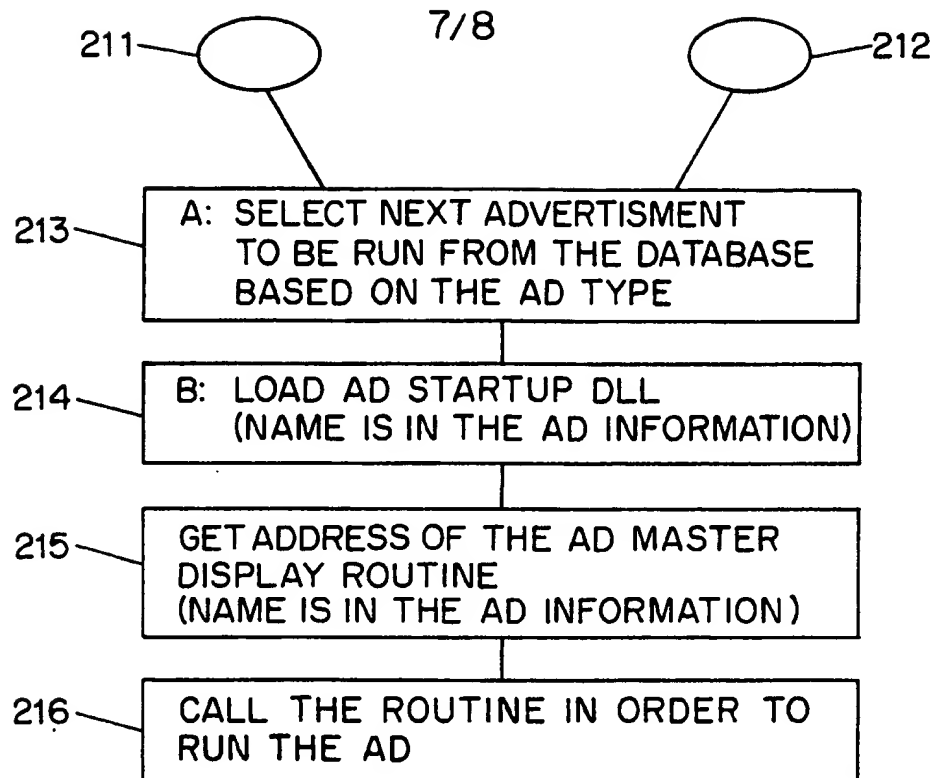 7/8
211
212
213
A: SELECT NEXT ADVERTISMENT
TO BE RUN FROM THE DATABASE
BASED ON THE AD TYPE
214
B: LOAD AD STARTUP DLL
(NAME IS IN THE AD INFORMATION)
215
GET ADDRESS OF THE AD MASTER
DISPLAY ROUTINE
(NAME IS IN THE AD INFORMATION)
216
CALL THE ROUTINE IN ORDER TO
RUN THE AD